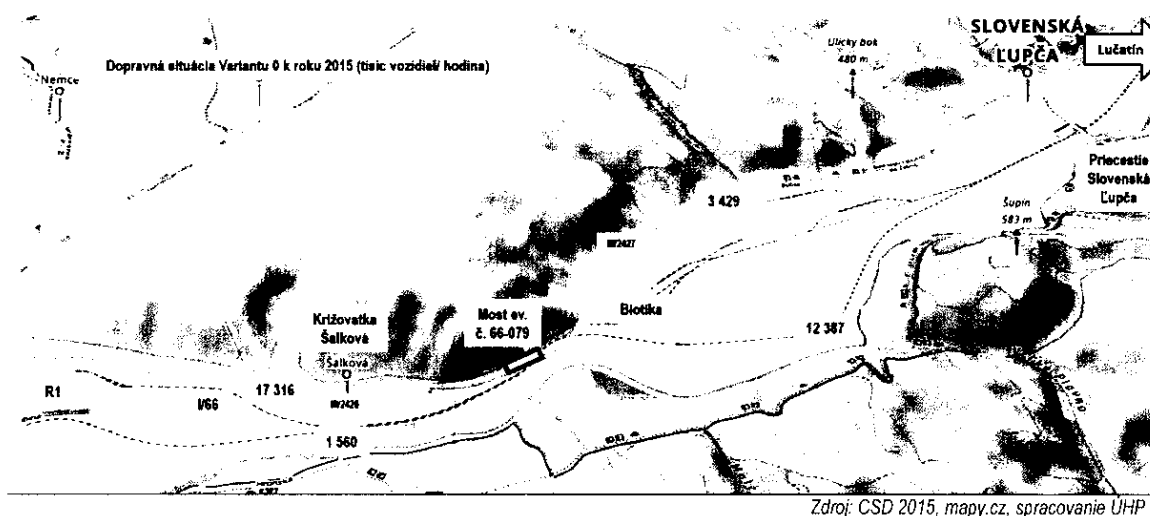 SLOVENSKÁ
ĽUPČA
Lučatín
Ulicky bok
480 m
Dopravná situácia Variantu 0 k roku 2015 (tisíc vozidiel/ hodina)
Nemce
Priecestie
Slovenská
Ľupča
3 429
Šupín
583 m
III/2427
Most ev.
č. 66-079
Biotika
Križovatka
Šalková
12 387
Šalková
R1
I/66
17 316
III/2426
1 560
Zdroj: CSD 2015, mapy.cz, spracovanie ÚHP